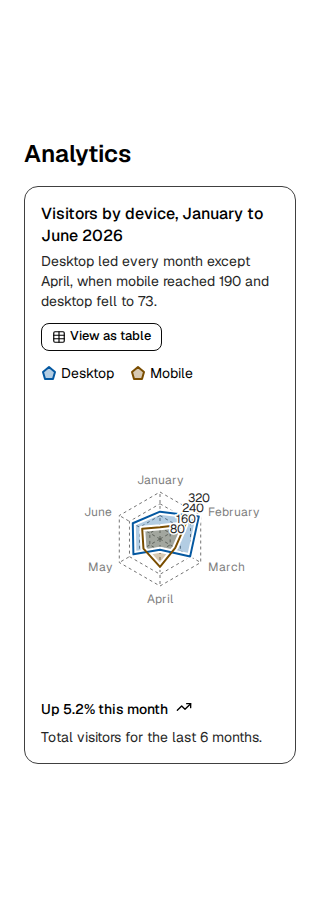 Analytics
Visitors by device, January to
June 2026
Desktop led every month except
April, when mobile reached 190 and
desktop fell to 73.
View as table
Desktop Mobile
January
320
240
160
80
June
February
May
March
April
Up 5.2% this month
Total visitors for the last 6 months.